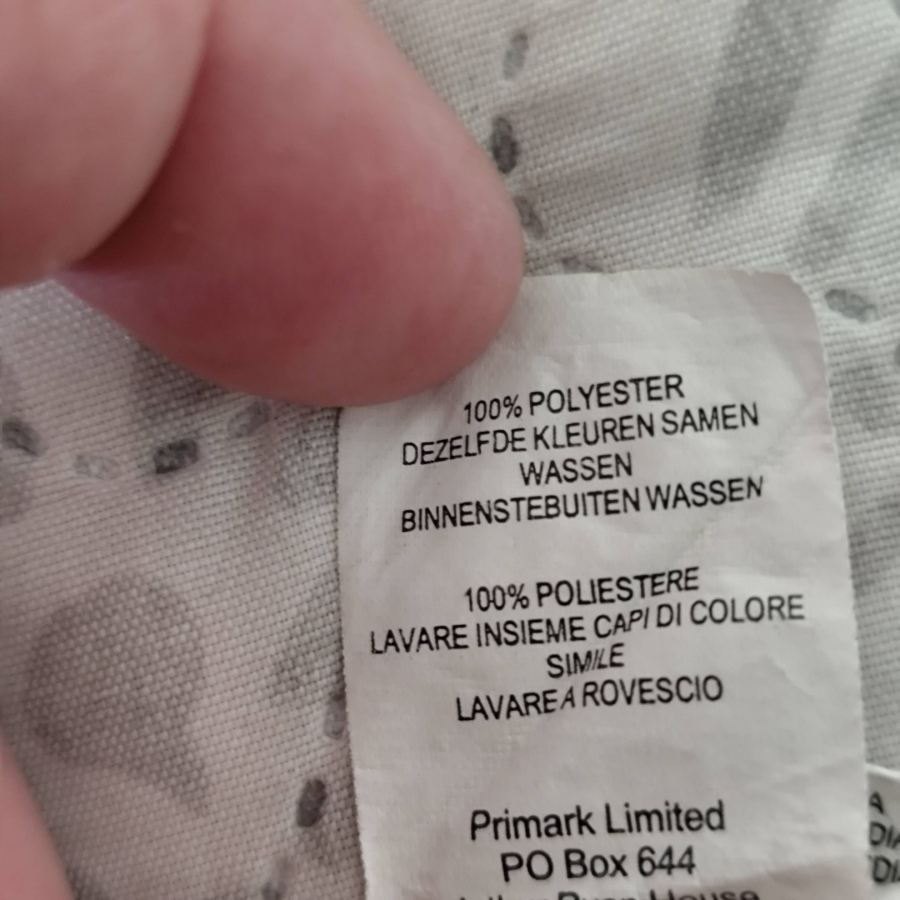 100% POLYESTER
DEZELFDE KLEUREN SAMEN
WASSEN
BINNENSTEBUITEN WASSEN
100% POLIESTERE
LAVARE INSIEME CAPI DI COLORE
SIMILE
LAVARE A ROVESCIO
Primark Limited
PO Box 644
House